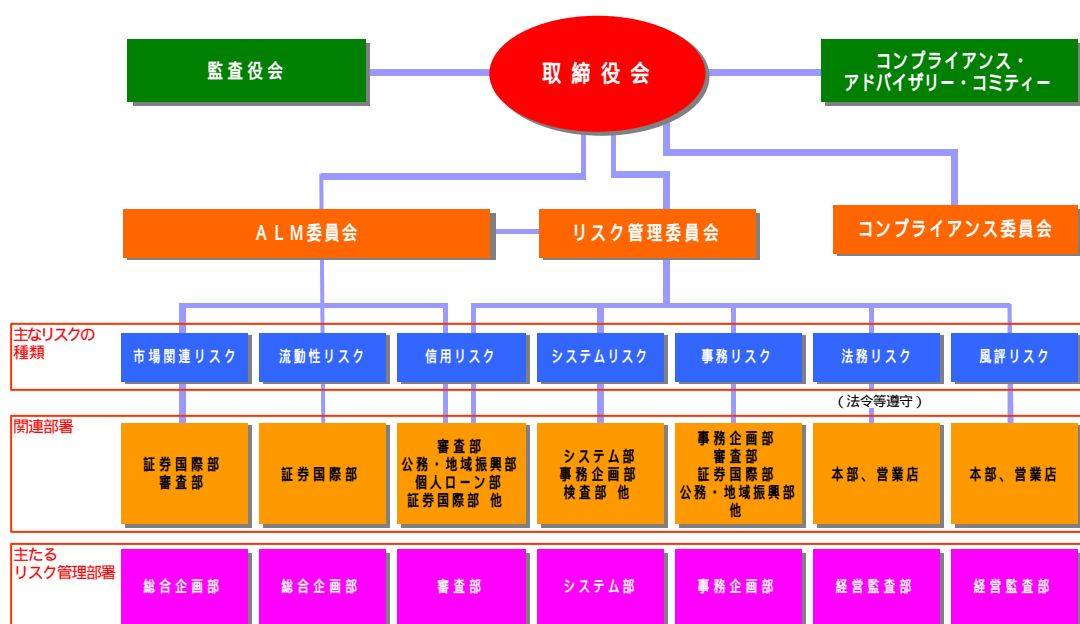 監査役会
取締役会
コンプライアンス・
アドバイザリー・コミティー
ALM委員会
リスク管理委員会
コンプライアンス委員会
主なリスクの
種類
市場関連リスク
流動性リスク
信用リスク
システムリスク
事務リスク
法務リスク
風評リスク
(法令等遵守)
関連部署
証券国際部
審査部
証券国際部
審査部
公務・地域振興部
個人ローン部
証券国際部 他
システム部
事務企画部
検査部 他
事務企画部
審査部
証券国際部
公務・地域振興部
他
本部、営業店
本部、営業店
主たる
リスク管理部署
総合企画部
総合企画部
審査部
システム部
事務企画部
経営監査部
経営監査部